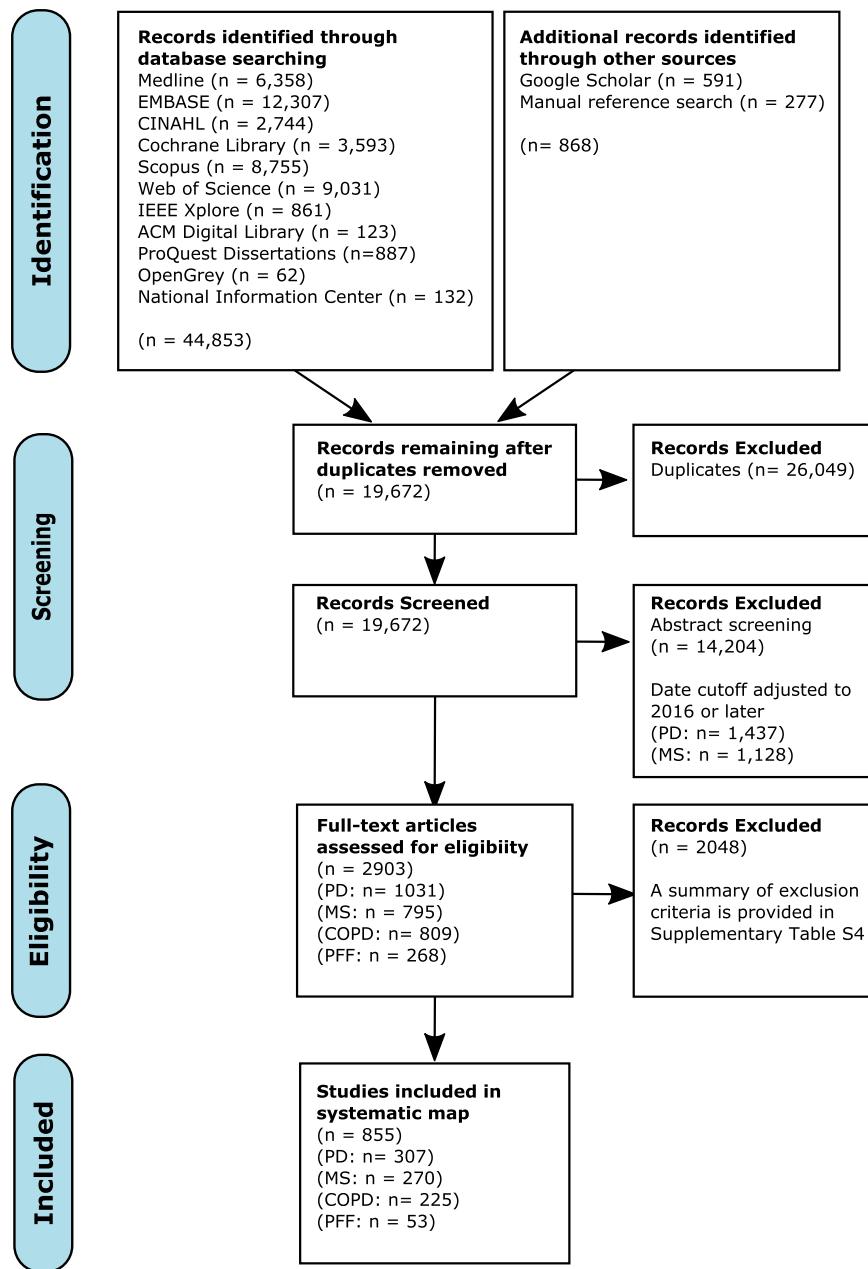 Identification
Records identified through
database searching
Medline (n = 6,358)
EMBASE (n = 12,307)
CINAHL (n = 2,744)
Cochrane Library (n = 3,593)
Scopus (n = 8,755)
Web of Science (n = 9,031)
IEEE Xplore (n = 861)
ACM Digital Library (n = 123)
ProQuest Dissertations (n=887)
OpenGrey (n = 62)
National Information Center (n = 132)
(n = 44,853)
Additional records identified
through other sources
Google Scholar (n = 591)
Manual reference search (n = 277)
(n= 868)
Screening
Records remaining after
duplicates removed
(n = 19,672)
Records Excluded
Duplicates (n= 26,049)
Records Screened
(n = 19,672)
Records Excluded
Abstract screening
(n = 14,204)
Date cutoff adjusted to
2016 or later
(PD: n= 1,437)
(MS: n = 1,128)
Eligibility
Full-text articles
assessed for eligibiity
(n = 2903)
(PD: n= 1031)
(MS: n = 795)
(COPD: n= 809)
(PFF: n = 268)
Records Excluded
(n = 2048)
A summary of exclusion
criteria is provided in
Supplementary Table S4
Included
Studies included in
systematic map
(n = 855)
(PD: n= 307)
(MS: n = 270)
(COPD: n= 225)
(PFF: n = 53)